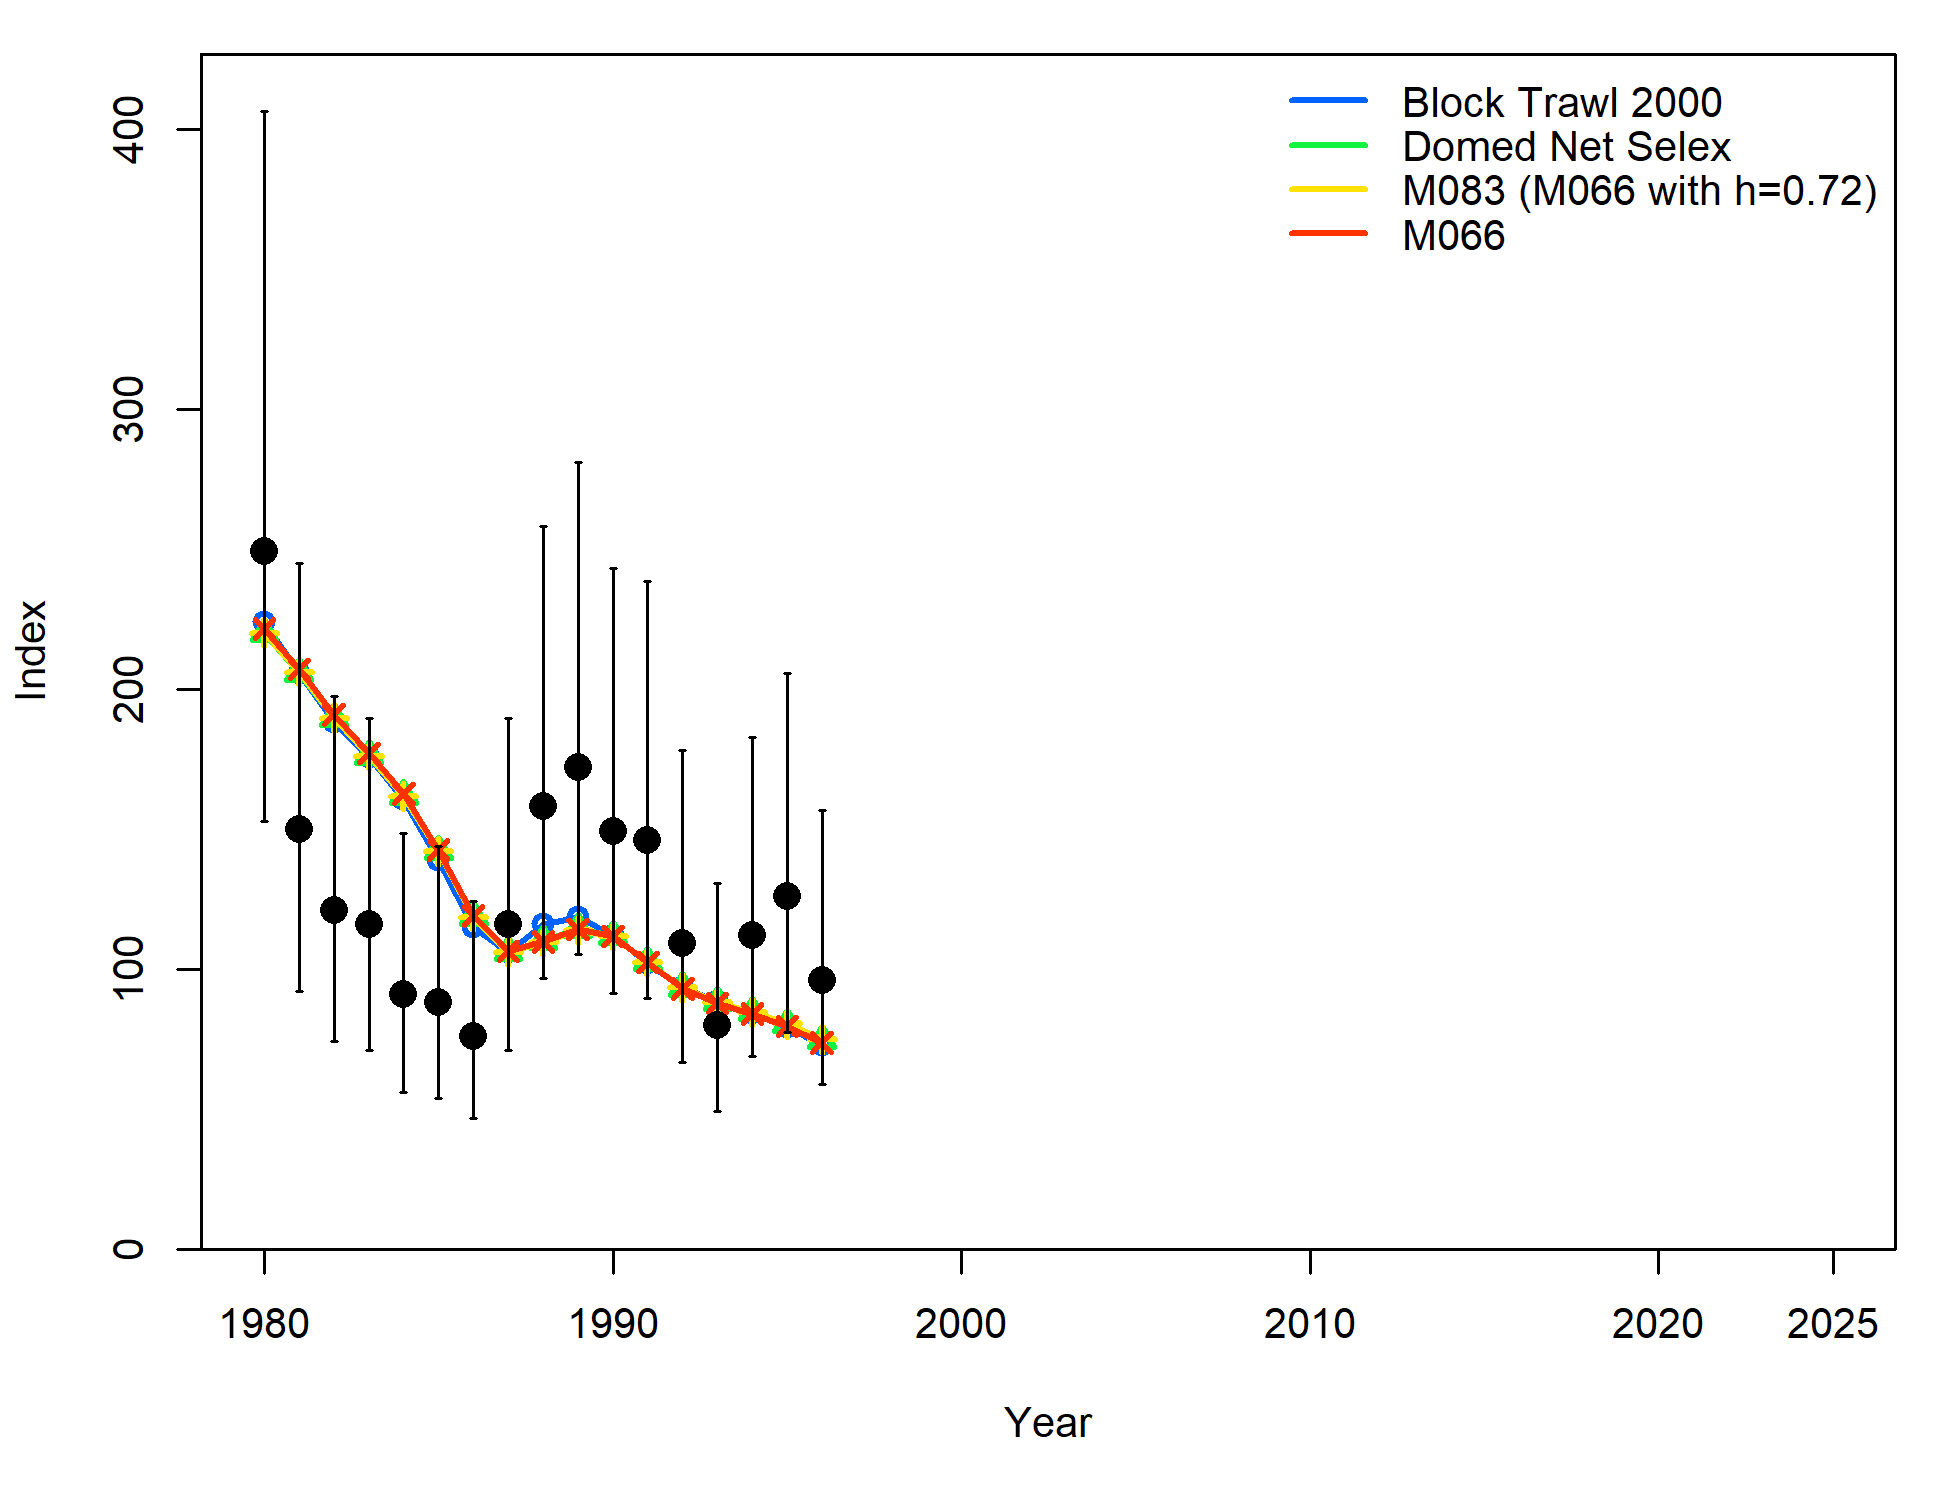 Block Trawl 2000
Domed Net Selex
M083 (M066 with h=0.72)
M066
400
300
200
100
0
Index
1980
1990
2000
2010
2020
2025
Year